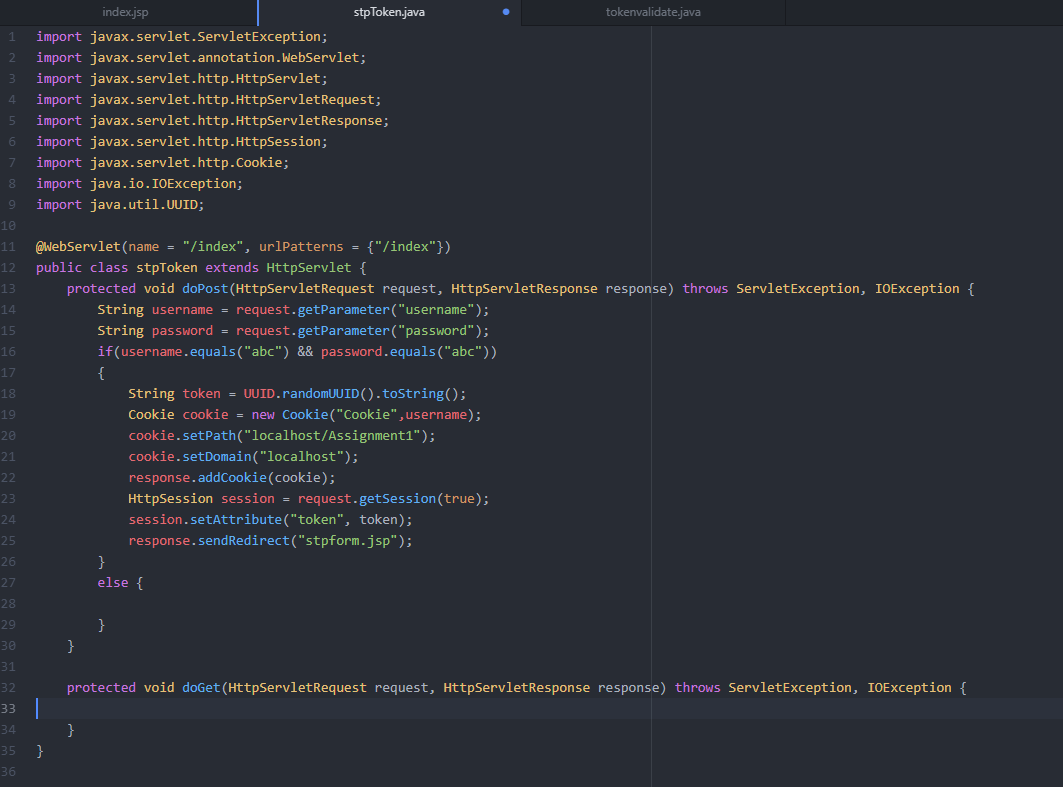 index.jsp stpToken.java tokenvalidate.java
1 import javax.servlet.ServletException;
2 import javax.servlet.annotation.WebServlet;
3 import javax.servlet.http.HttpServlet;
4 import javax.servlet.http.HttpServletRequest;
5 import javax.servlet.http.HttpServletResponse;
6 import javax.servlet.http.HttpSession;
7 import javax.servlet.http.Cookie;
8 import java.io.IOException;
9 import java.util.UUID;
10
11 @WebServlet(name = "/index", urlPatterns = {"/index"})
12 public class stpToken extends HttpServlet {
13     protected void doPost(HttpServletRequest request, HttpServletResponse response) throws ServletException, IOException {
14         String username = request.getParameter("username");
15         String password = request.getParameter("password");
16         if(username.equals("abc") && password.equals("abc"))
17         {
18             String token = UUID.randomUUID().toString();
19             Cookie cookie = new Cookie("Cookie",username);
20             cookie.setPath("localhost/Assignment1");
21             cookie.setDomain("localhost");
22             response.addCookie(cookie);
23             HttpSession session = request.getSession(true);
24             session.setAttribute("token", token);
25             response.sendRedirect("stpform.jsp");
26         }
27         else {
28
29         }
30     }
31
32     protected void doGet(HttpServletRequest request, HttpServletResponse response) throws ServletException, IOException {
33
34     }
35 }
36